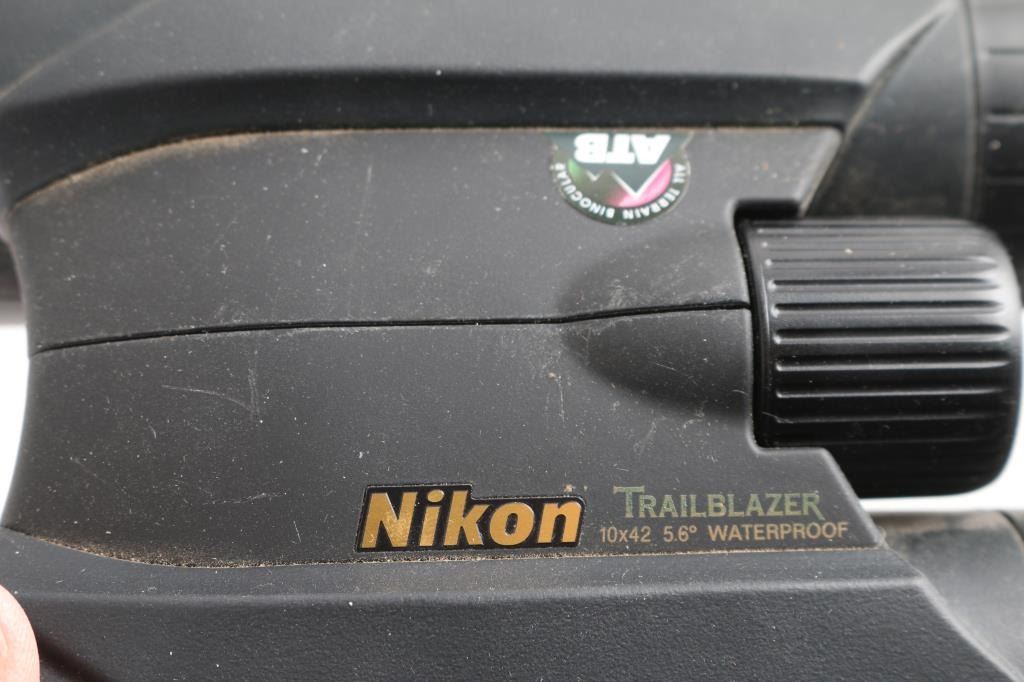 ATB
ALL TERRAIN BINOCULAR
Nikon
TRAILBLAZER
10x42 5.6° WATERPROOF